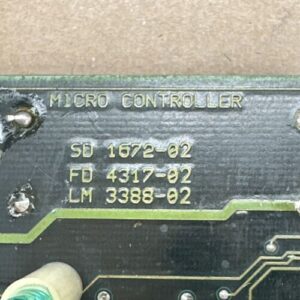 MICRO CONTROLLER
SD 1672-02
FD 4317-02
LM 3388-02